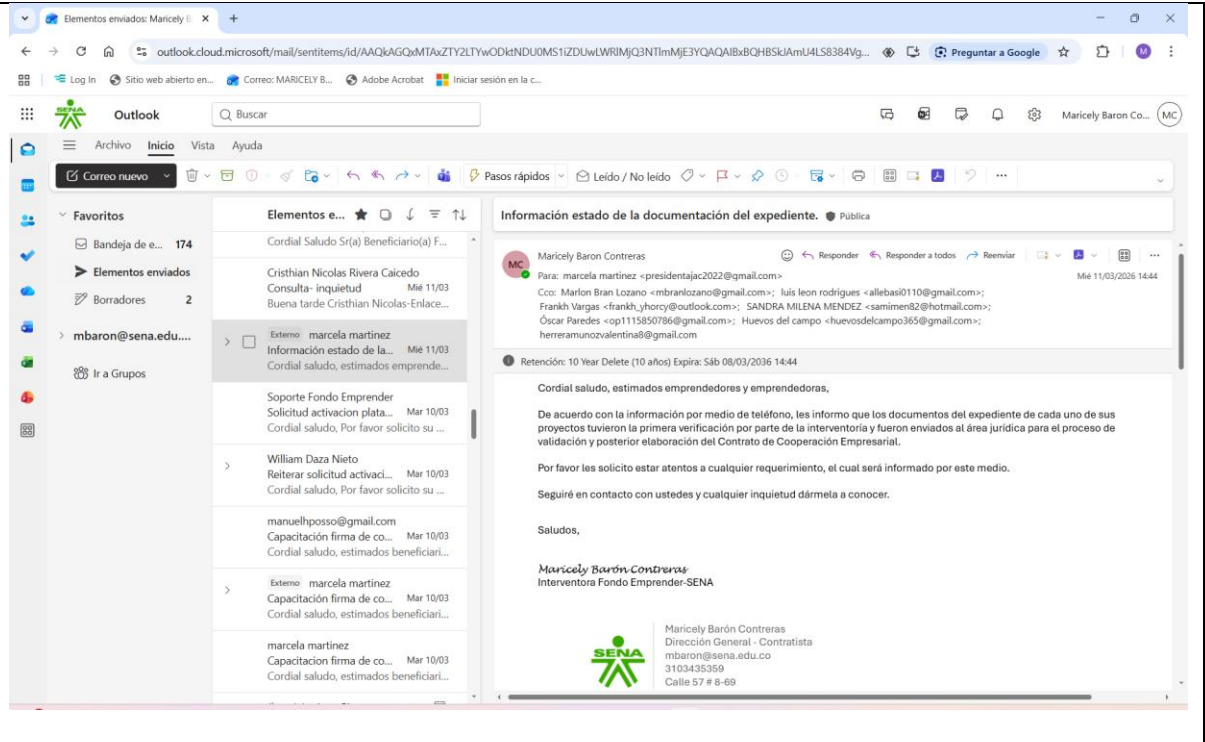 Elementos enviados: Maricely B
outlook.cloud.microsoft/mail/sentitems/id/AAQkAGQxMTAxZTY2LTYwODktNDU0MS1iZDUwLWRlMjQ3NTlmMjE3YQAQAIBxBQHBSkJAmU4LS8384Vg...
Preguntar a Google
M
Log In
Sitio web abierto en...
Correo: MARICELY B...
Adobe Acrobat
Iniciar sesión en la c...
SENA
Outlook
Buscar
Maricely Baron Co...
MC
Archivo Inicio Vista Ayuda
Correo nuevo
Pasos rápidos
Leído / No leído
Favoritos
Bandeja de e... 174
Elementos enviados
Borradores 2
mbaron@sena.edu....
Ir a Grupos
Elementos e...
Cordial Saludo Sr(a) Beneficiario(a) F...
Cristhian Nicolas Rivera Caicedo
Consulta- inquietud Mié 11/03
Buena tarde Cristhian Nicolas-Enlace...
Externo marcela martinez
Información estado de la... Mié 11/03
Cordial saludo, estimados emprende...
Soporte Fondo Emprender
Solicitud activacion plata... Mar 10/03
Cordial saludo, Por favor solicito su ...
William Daza Nieto
Reiterar solicitud activaci... Mar 10/03
Cordial saludo, Por favor solicito su ...
manuelhposso@gmail.com
Capacitación firma de co... Mar 10/03
Cordial saludo, estimados beneficiari...
Externo marcela martinez
Capacitación firma de co... Mar 10/03
Cordial saludo, estimados beneficiari...
marcela martinez
Capacitacion firma de co... Mar 10/03
Cordial saludo, estimados beneficiari...
Información estado de la documentación del expediente. Pública
MC
Maricely Baron Contreras
Responder Responder a todos Reenviar
Para: marcela martinez <presidentajac2022@gmail.com>
Mié 11/03/2026 14:44
Cco: Marlon Bran Lozano <mbranlozano@gmail.com>; luis leon rodrigues <allebasi0110@gmail.com>;
Frankh Vargas <frankh_yhorcy@outlook.com>; SANDRA MILENA MENDEZ <samimen82@hotmail.com>;
Óscar Paredes <op1115850786@gmail.com>; Huevos del campo <huevosdelcampo365@gmail.com>;
herreramunozvalentina8@gmail.com
Retención: 10 Year Delete (10 años) Expira: Sáb 08/03/2036 14:44
Cordial saludo, estimados emprendedores y emprendedoras,
De acuerdo con la información por medio de teléfono, les informo que los documentos del expediente de cada uno de sus
proyectos tuvieron la primera verificación por parte de la interventoría y fueron enviados al área jurídica para el proceso de
validación y posterior elaboración del Contrato de Cooperación Empresarial.
Por favor les solicito estar atentos a cualquier requerimiento, el cual será informado por este medio.
Seguiré en contacto con ustedes y cualquier inquietud dármela a conocer.
Saludos,
Maricely Barón Contreras
Interventora Fondo Emprender-SENA
SENA
Maricely Barón Contreras
Dirección General - Contratista
mbaron@sena.edu.co
3103435359
Calle 57 # 8-69